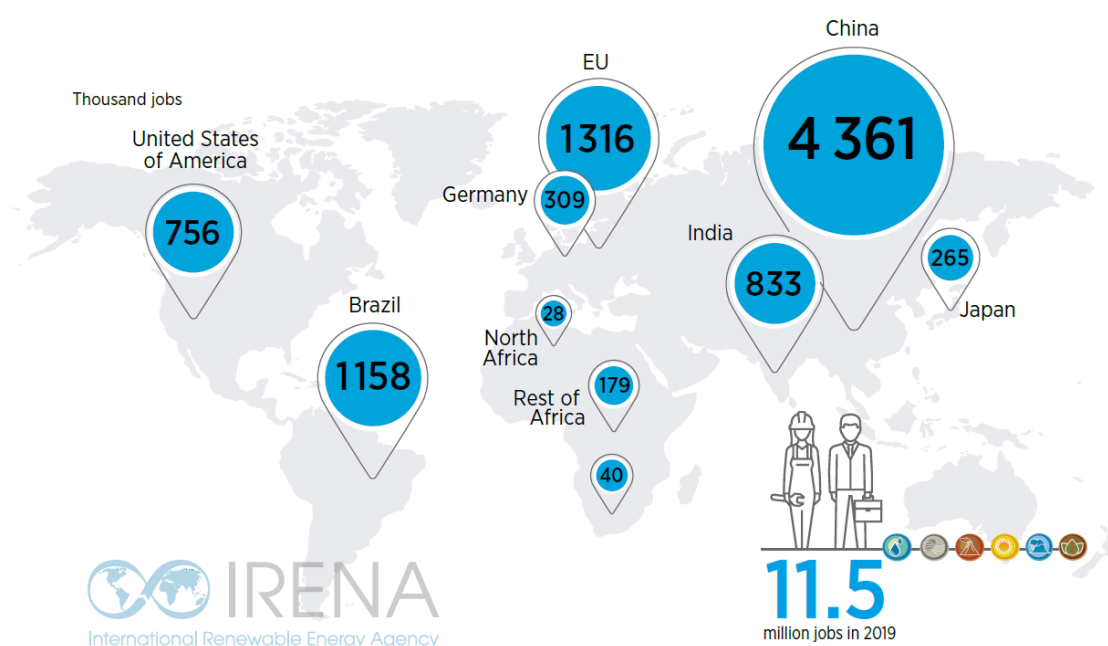 China
EU
Thousand jobs
4 361
United States
of America
1316
Germany
309
756
India
265
833
Brazil
28
Japan
North
Africa
1158
179
Rest of
Africa
40
IRENA
11.5
million jobs in 2019
International Renewable Energy Agency